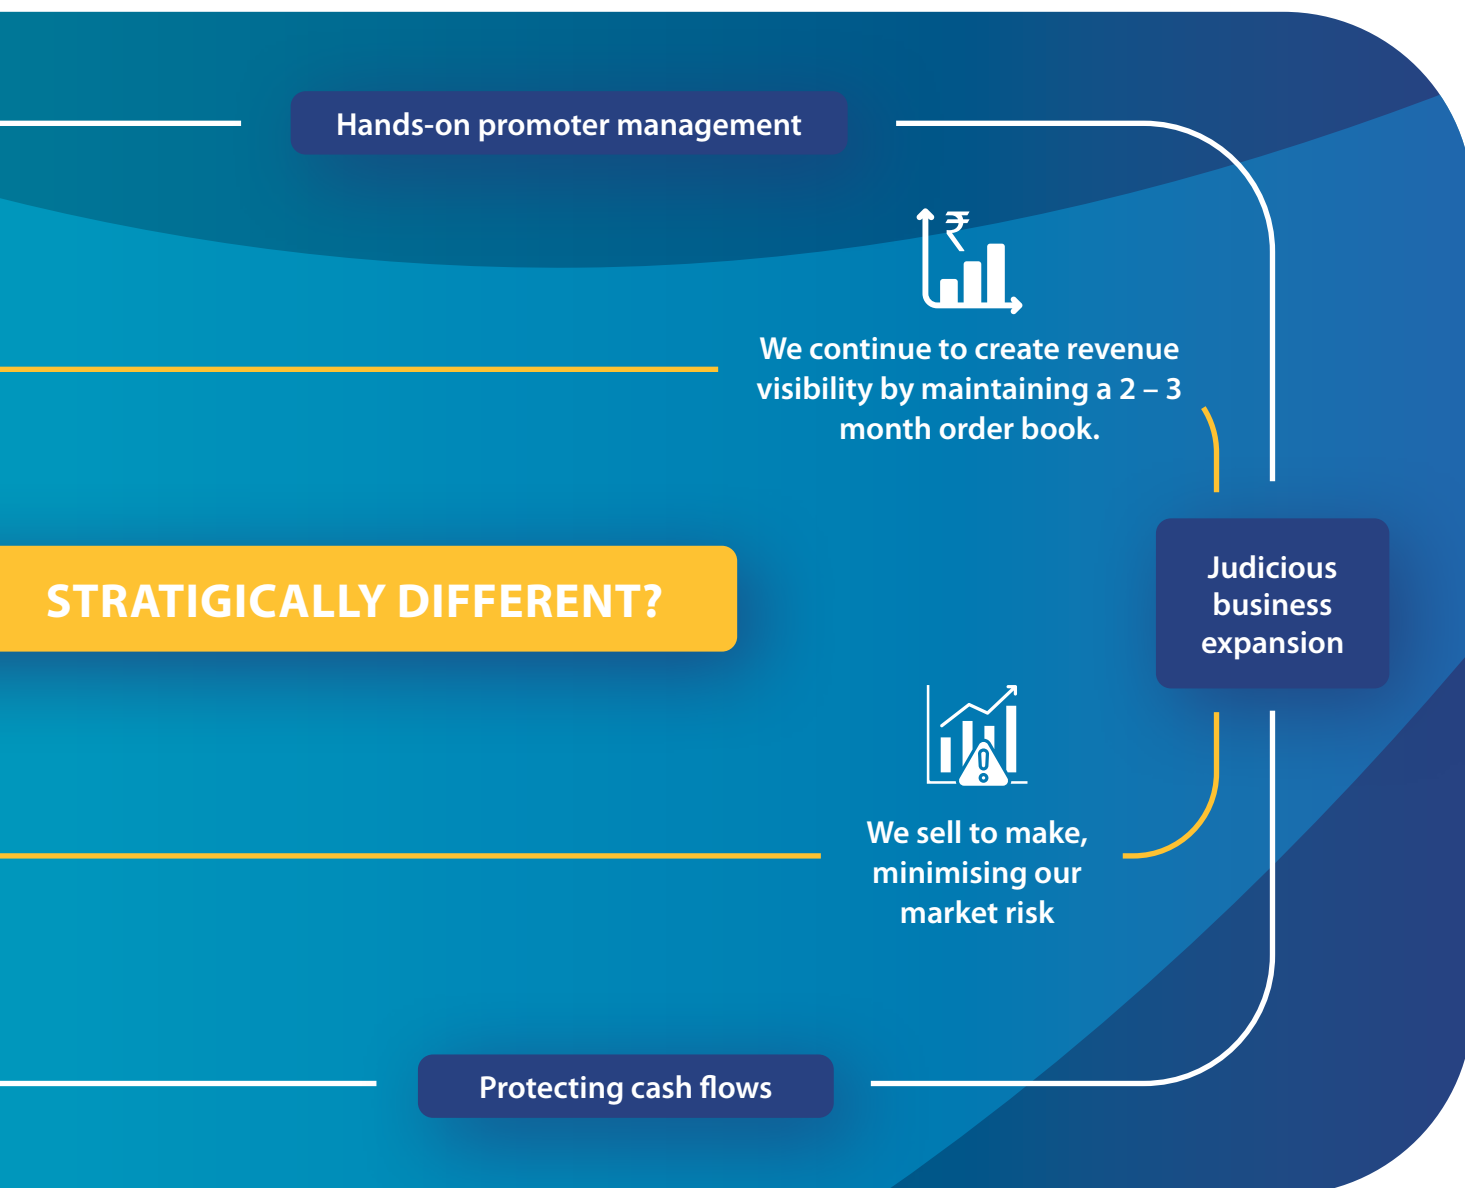 Hands-on promoter management
₹
We continue to create revenue
visibility by maintaining a 2 – 3
month order book.
STRATIGICALLY DIFFERENT?
Judicious
business
expansion
We sell to make,
minimising our
market risk
Protecting cash flows